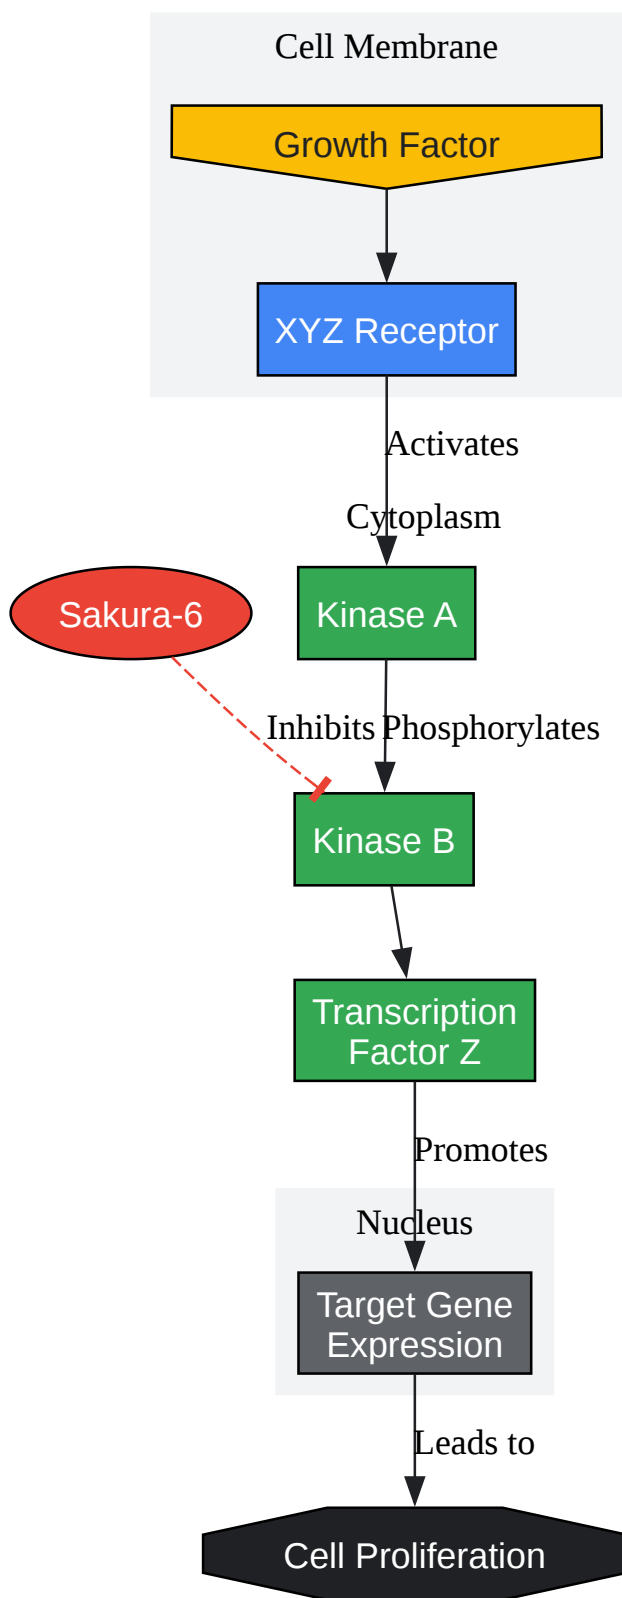 Cell Membrane
Growth Factor
XYZ Receptor
Activates
Cytoplasm
Sakura-6
Kinase A
Inhibits
Phosphorylates
Kinase B
Transcription
Factor Z
Promotes
Nucleus
Target Gene
Expression
Leads to
Cell Proliferation